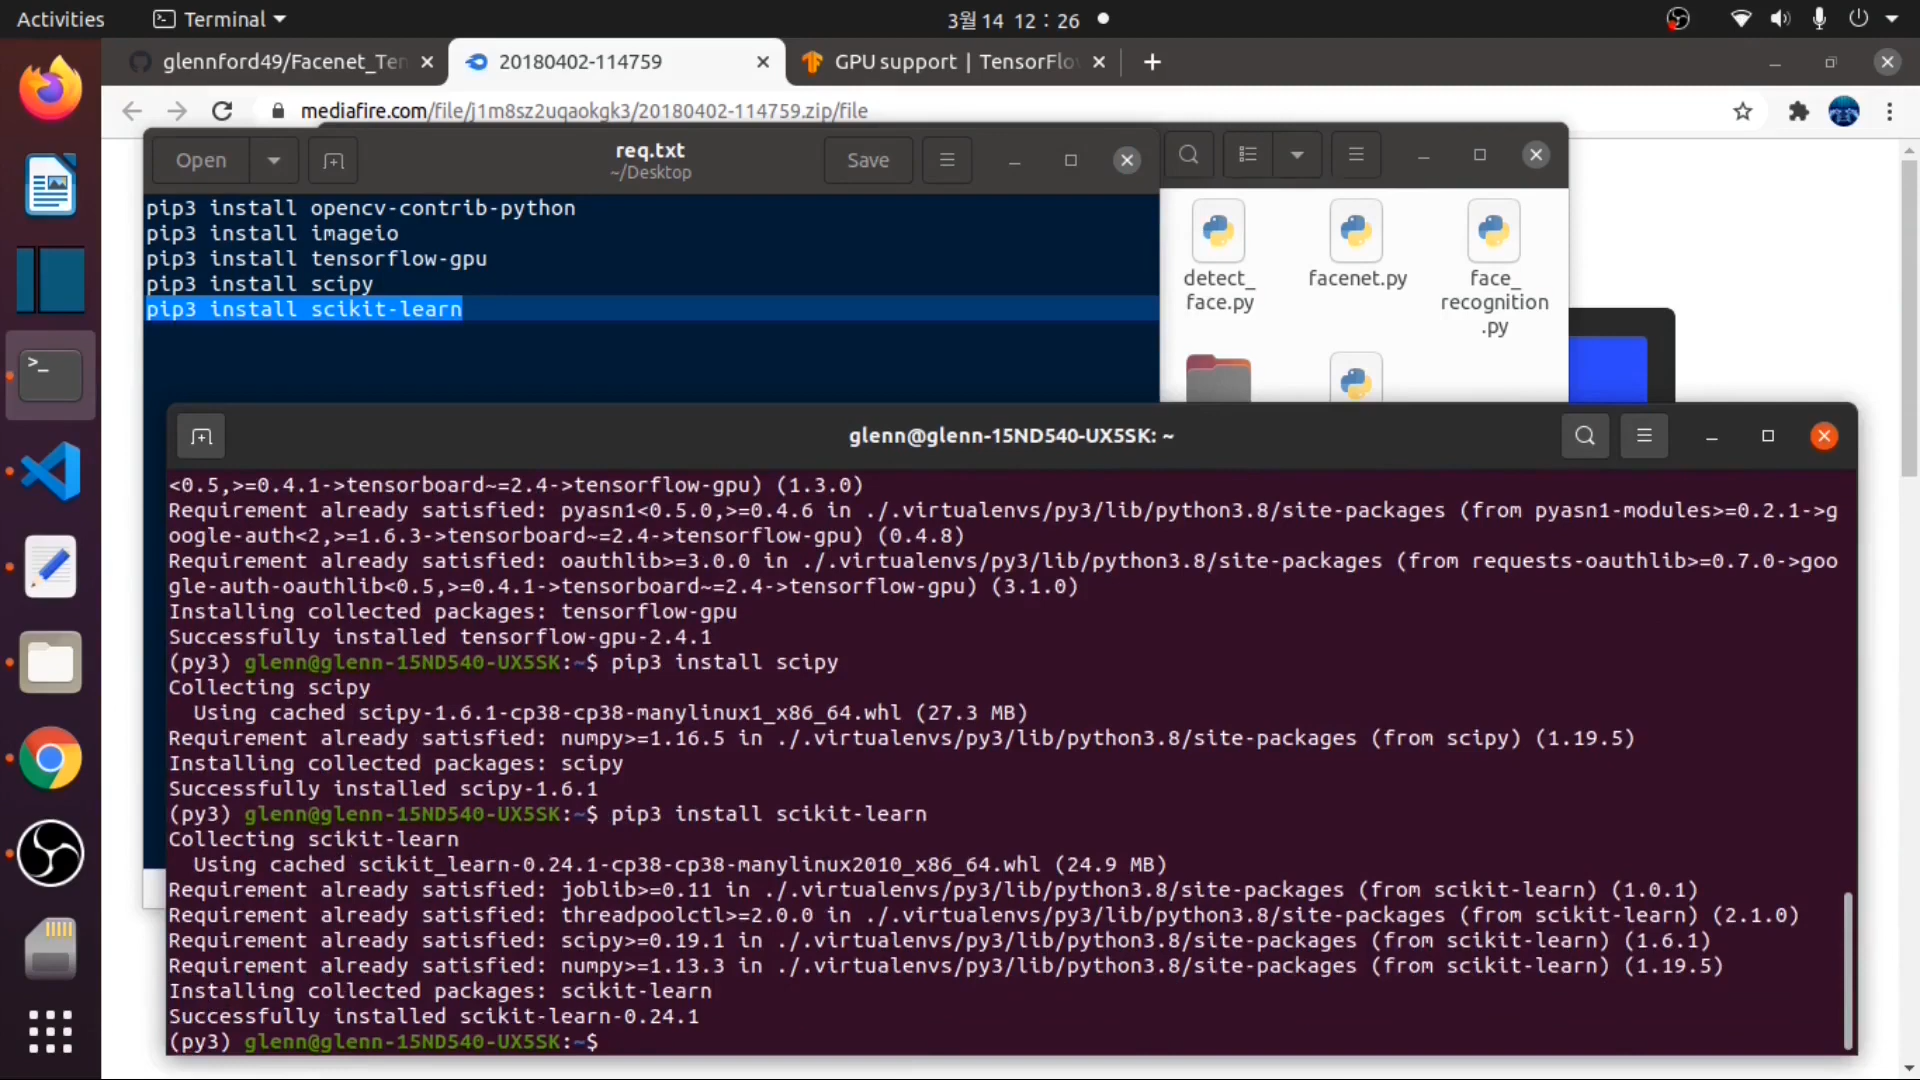 Activities
Terminal
3월 14 12 : 26
glennford49/Facenet_Ten
20180402-114759
GPU support | TensorFlo
mediafire.com/file/j1m8sz2uqaokgk3/20180402-114759.zip/file
Open
req.txt
~/Desktop
Save
pip3 install opencv-contrib-python
pip3 install imageio
pip3 install tensorflow-gpu
pip3 install scipy
pip3 install scikit-learn
detect_
face.py
facenet.py
face_
recognition
.py
glenn@glenn-15ND540-UX5SK: ~
<0.5,>=0.4.1->tensorboard~=2.4->tensorflow-gpu) (1.3.0)
Requirement already satisfied: pyasn1<0.5.0,>=0.4.6 in ./.virtualenvs/py3/lib/python3.8/site-packages (from pyasn1-modules>=0.2.1->g
oogle-auth<2,>=1.6.3->tensorboard~=2.4->tensorflow-gpu) (0.4.8)
Requirement already satisfied: oauthlib>=3.0.0 in ./.virtualenvs/py3/lib/python3.8/site-packages (from requests-oauthlib>=0.7.0->goo
gle-auth-oauthlib<0.5,>=0.4.1->tensorboard~=2.4->tensorflow-gpu) (3.1.0)
Installing collected packages: tensorflow-gpu
Successfully installed tensorflow-gpu-2.4.1
(py3) glenn@glenn-15ND540-UX5SK:~$ pip3 install scipy
Collecting scipy
  Using cached scipy-1.6.1-cp38-cp38-manylinux1_x86_64.whl (27.3 MB)
Requirement already satisfied: numpy>=1.16.5 in ./.virtualenvs/py3/lib/python3.8/site-packages (from scipy) (1.19.5)
Installing collected packages: scipy
Successfully installed scipy-1.6.1
(py3) glenn@glenn-15ND540-UX5SK:~$ pip3 install scikit-learn
Collecting scikit-learn
  Using cached scikit_learn-0.24.1-cp38-cp38-manylinux2010_x86_64.whl (24.9 MB)
Requirement already satisfied: joblib>=0.11 in ./.virtualenvs/py3/lib/python3.8/site-packages (from scikit-learn) (1.0.1)
Requirement already satisfied: threadpoolctl>=2.0.0 in ./.virtualenvs/py3/lib/python3.8/site-packages (from scikit-learn) (2.1.0)
Requirement already satisfied: scipy>=0.19.1 in ./.virtualenvs/py3/lib/python3.8/site-packages (from scikit-learn) (1.6.1)
Requirement already satisfied: numpy>=1.13.3 in ./.virtualenvs/py3/lib/python3.8/site-packages (from scikit-learn) (1.19.5)
Installing collected packages: scikit-learn
Successfully installed scikit-learn-0.24.1
(py3) glenn@glenn-15ND540-UX5SK:~$